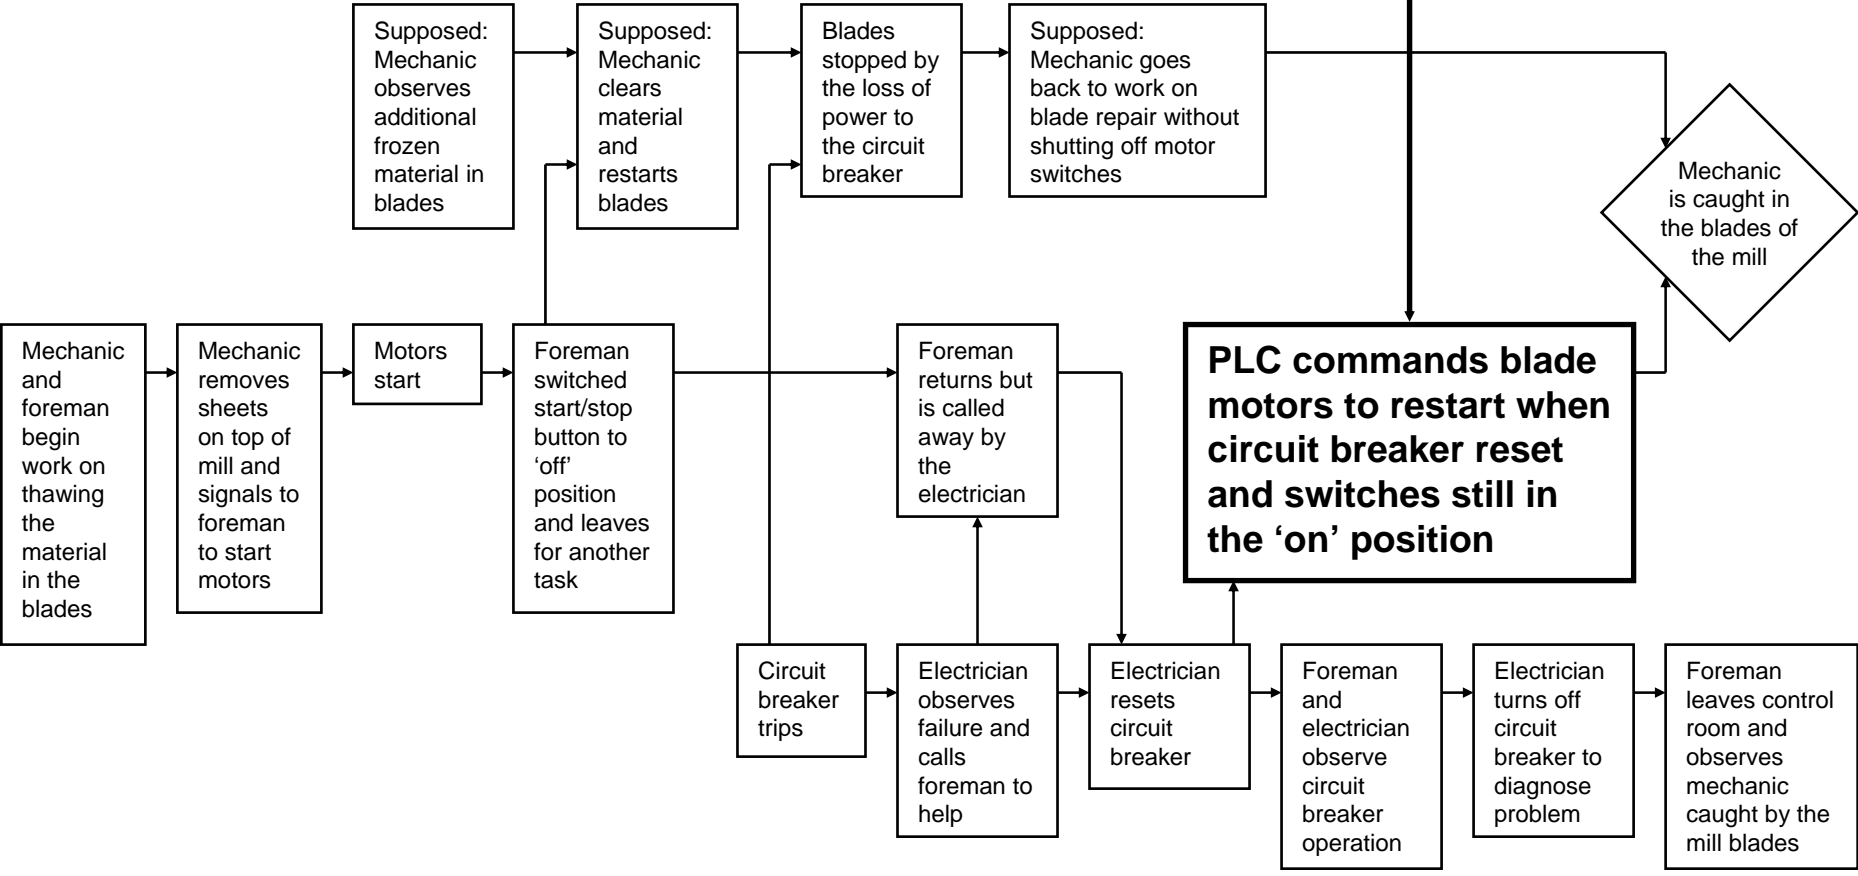 Supposed:
Mechanic
observes
additional
frozen
material in
blades
Supposed:
Mechanic
clears
material
and
restarts
blades
Blades
stopped by
the loss of
power to
the circuit
breaker
Supposed:
Mechanic goes
back to work on
blade repair without
shutting off motor
switches
Mechanic
is caught in
the blades of
the mill
Mechanic
and
foreman
begin
work on
thawing
the
material
in the
blades
Mechanic
removes
sheets
on top of
mill and
signals to
foreman
to start
motors
Motors
start
Foreman
switched
start/stop
button to
‘off’
position
and leaves
for another
task
Foreman
returns but
is called
away by
the
electrician
PLC commands blade
motors to restart when
circuit breaker reset
and switches still in
the ‘on’ position
Circuit
breaker
trips
Electrician
observes
failure and
calls
foreman to
help
Electrician
resets
circuit
breaker
Foreman
and
electrician
observe
circuit
breaker
operation
Electrician
turns off
circuit
breaker to
diagnose
problem
Foreman
leaves control
room and
observes
mechanic
caught by the
mill blades